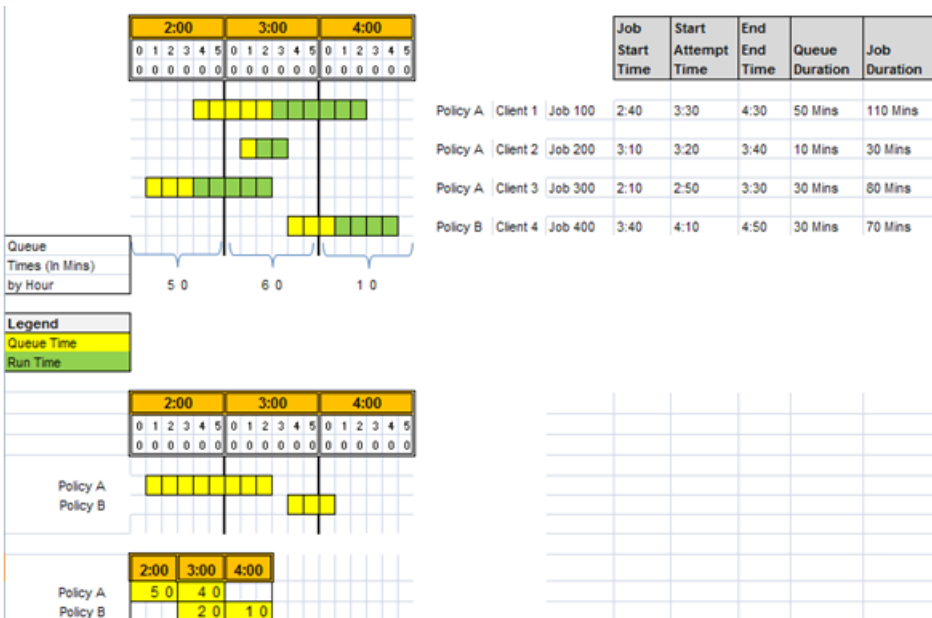 2:00 3:00 4:00
0 1 2 3 4 5 0 1 2 3 4 5 0 1 2 3 4 5
0 0 0 0 0 0 0 0 0 0 0 0 0 0 0 0 0 0
Job Start End
Start Attempt End Queue Job
Time Time Time Duration Duration
Policy A Client 1 Job 100 2:40 3:30 4:30 50 Mins 110 Mins
Policy A Client 2 Job 200 3:10 3:20 3:40 10 Mins 30 Mins
Policy A Client 3 Job 300 2:10 2:50 3:30 30 Mins 80 Mins
Policy B Client 4 Job 400 3:40 4:10 4:50 30 Mins 70 Mins
Queue
Times (In Mins)
by Hour 5 0 6 0 1 0
Legend
Queue Time
Run Time
2:00 3:00 4:00
0 1 2 3 4 5 0 1 2 3 4 5 0 1 2 3 4 5
0 0 0 0 0 0 0 0 0 0 0 0 0 0 0 0 0 0
Policy A
Policy B
2:00 3:00 4:00
Policy A 5 0 4 0
Policy B 2 0 1 0